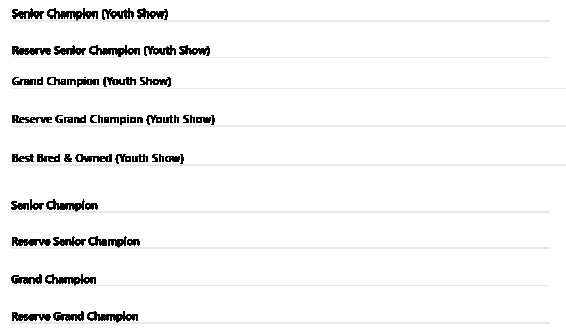 Senior Champion (Youth Show)
Reserve Senior Champion (Youth Show)
Grand Champion (Youth Show)
Reserve Grand Champion (Youth Show)
Best Bred & Owned (Youth Show)
Senior Champion
Reserve Senior Champion
Grand Champion
Reserve Grand Champion